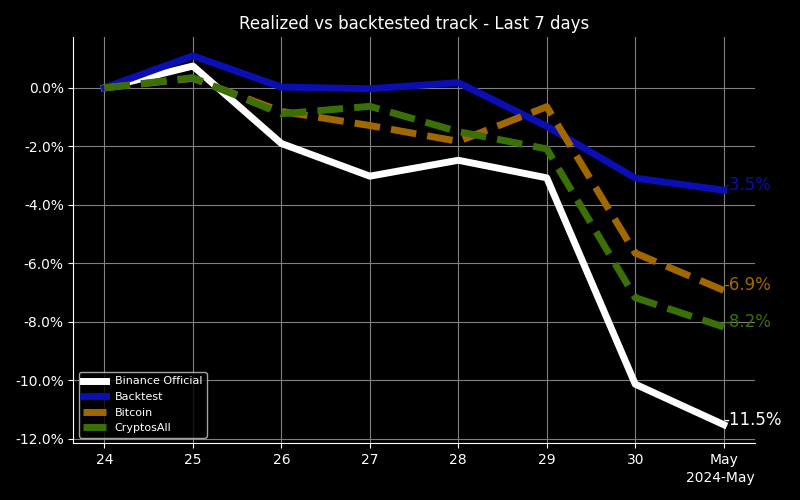 Realized vs backtested track - Last 7 days
0.0%
-2.0%
-4.0%
-6.0%
-8.0%
-10.0%
-12.0%
-3.5%
-6.9%
-8.2%
-11.5%
Binance Official
Backtest
Bitcoin
CryptosAll
24 25 26 27 28 29 30 May
2024-May